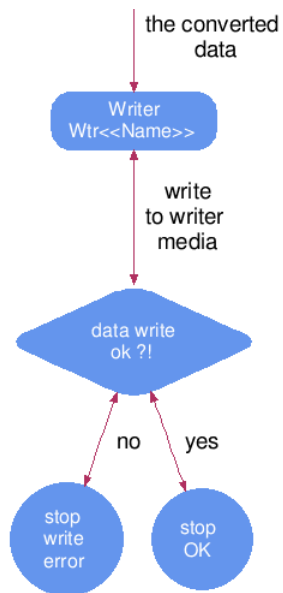 the converted
data
Writer
Wtr<<Name>>
write
to writer
media
data write
ok ?!
no
yes
stop
write
error
stop
OK